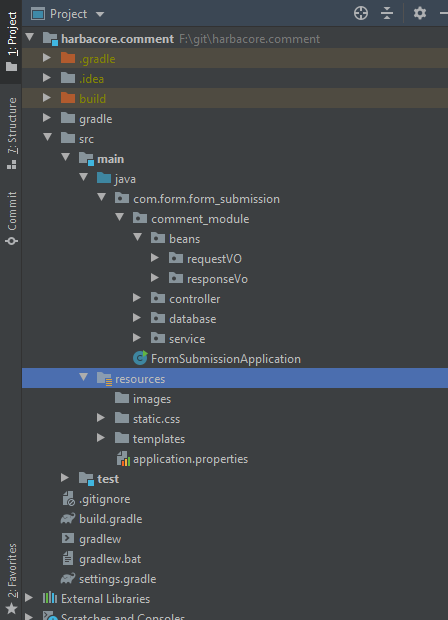 Project
harbacore.comment F:\git\harbacore.comment
.gradle
.idea
build
gradle
src
main
java
com.form.form_submission
comment_module
beans
requestVO
responseVo
controller
database
service
FormSubmissionApplication
resources
images
static.css
templates
application.properties
test
.gitignore
build.gradle
gradlew
gradlew.bat
settings.gradle
External Libraries
Scratches and Consoles
1: Project
7: Structure
Commit
2: Favorites